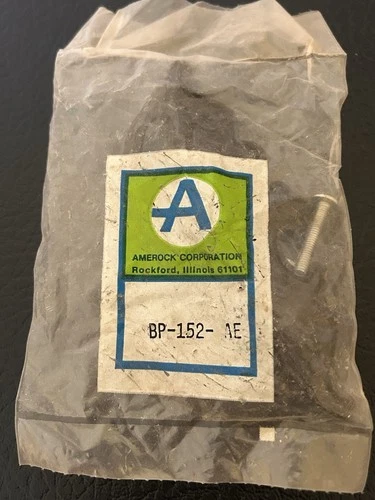 A
AMEROCK CORPORATION
Rockford, Illinois 61101
BP-152- AE